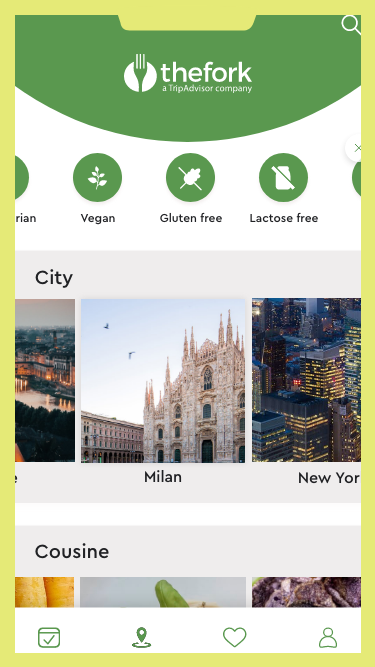 thefork
a TripAdvisor company
rian
Vegan
Gluten free
Lactose free
City
e
Milan
New Yor
Cousine